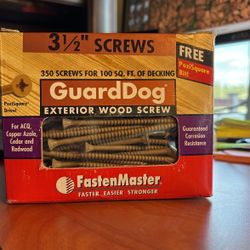 3½" SCREWS
350 SCREWS FOR 100 SQ. FT. OF DECKING
FREE
PoziSquare
Bit!
PoziSquare
Drive
GuardDog®
EXTERIOR WOOD SCREW
For ACQ,
Copper Azole,
Cedar and
Redwood
Guaranteed
Corrosion
Resistance
FastenMaster®
FASTER. EASIER. STRONGER.